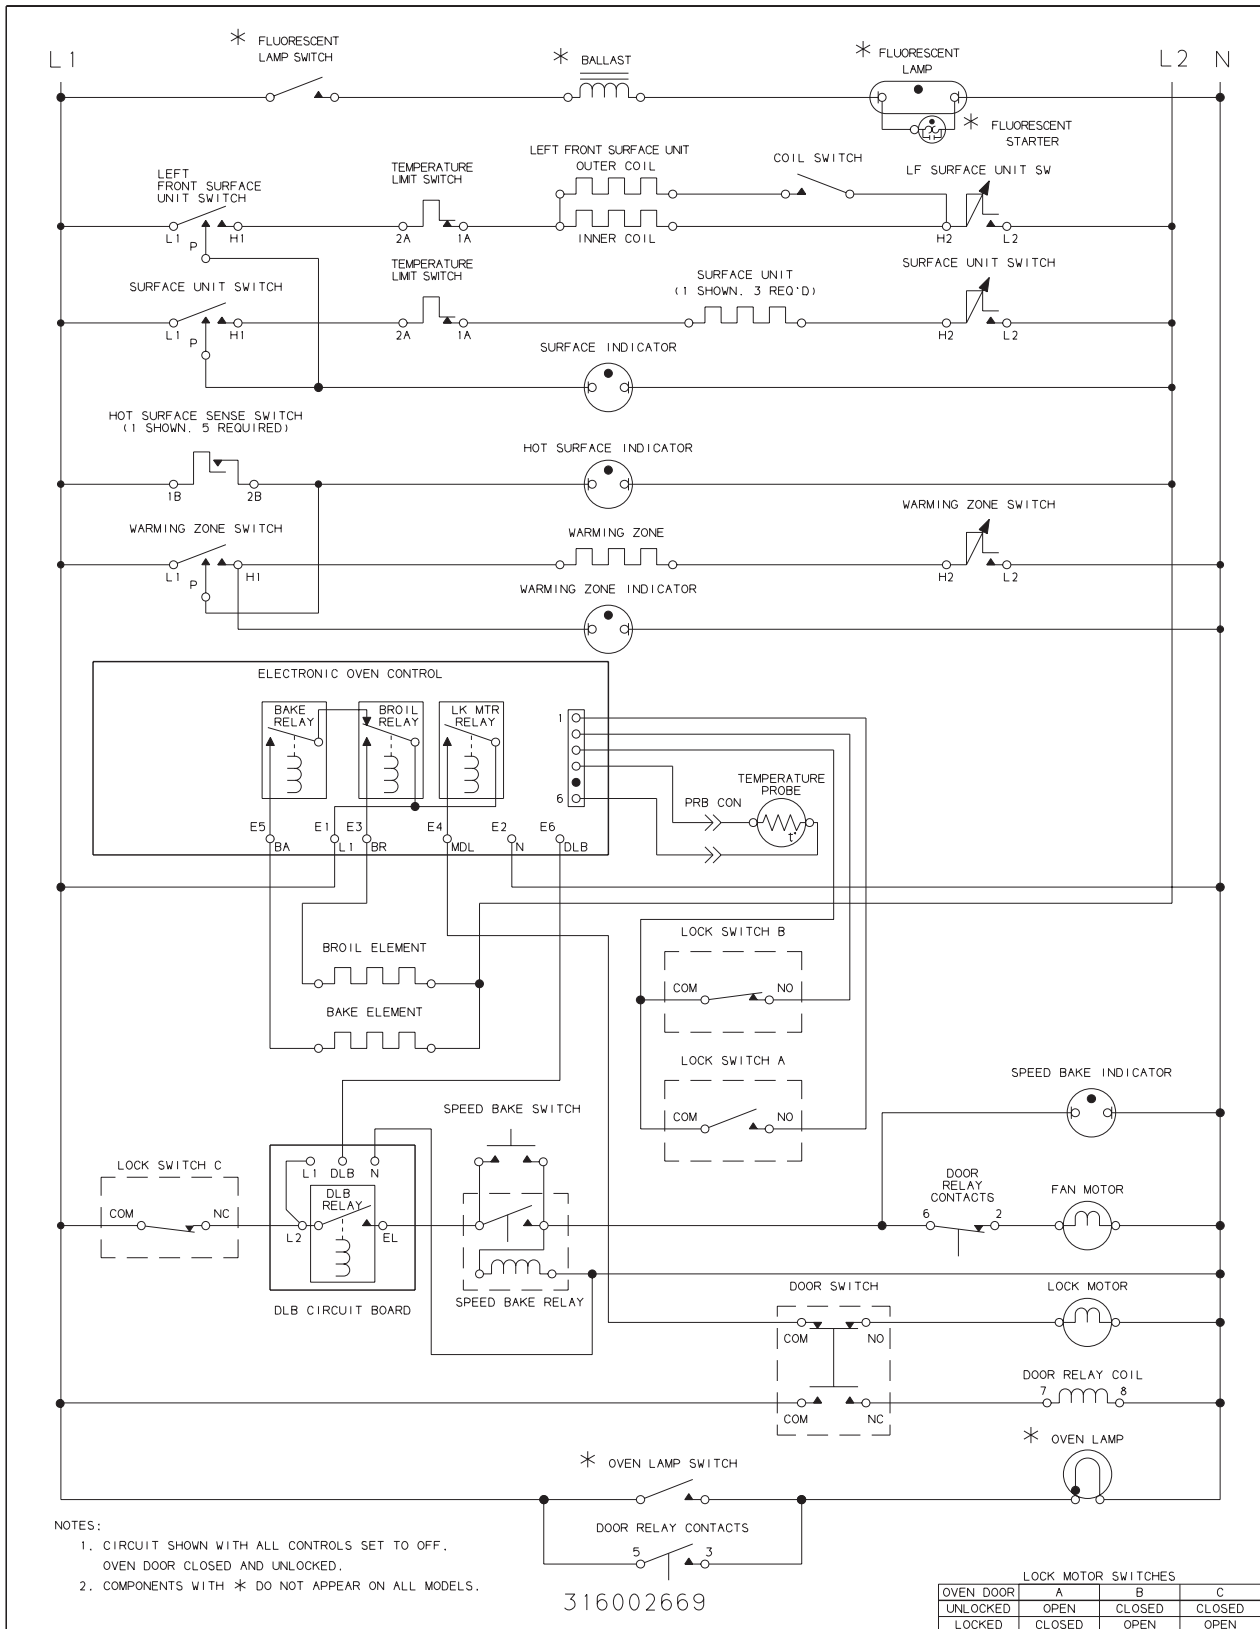 L1
* FLUORESCENT
LAMP SWITCH
* BALLAST
* FLUORESCENT
LAMP
L2 N
* FLUORESCENT
STARTER
LEFT
FRONT SURFACE
UNIT SWITCH
TEMPERATURE
LIMIT SWITCH
LEFT FRONT SURFACE UNIT
OUTER COIL
COIL SWITCH
LF SURFACE UNIT SW
L1 P H1 2A 1A INNER COIL H2 L2
SURFACE UNIT SWITCH
TEMPERATURE
LIMIT SWITCH
SURFACE UNIT
(1 SHOWN. 3 REQ'D)
SURFACE UNIT SWITCH
L1 P H1 2A 1A H2 L2
SURFACE INDICATOR
HOT SURFACE SENSE SWITCH
(1 SHOWN. 5 REQUIRED)
1B 2B
HOT SURFACE INDICATOR
WARMING ZONE SWITCH
WARMING ZONE
WARMING ZONE SWITCH
L1 P H1 H2 L2
WARMING ZONE INDICATOR
ELECTRONIC OVEN CONTROL
BAKE
RELAY
BROIL
RELAY
LK MTR
RELAY
1
6
PRB CON
TEMPERATURE
PROBE
t°
E5 E1 E3 E4 E2 E6
BA L1 BR MDL N DLB
BROIL ELEMENT
BAKE ELEMENT
LOCK SWITCH B
COM NO
LOCK SWITCH A
COM NO
SPEED BAKE INDICATOR
SPEED BAKE SWITCH
LOCK SWITCH C
COM NC
L1 DLB N
DLB
RELAY
L2 EL
DLB CIRCUIT BOARD
SPEED BAKE RELAY
DOOR
RELAY
CONTACTS
6 2
FAN MOTOR
DOOR SWITCH
COM NO
LOCK MOTOR
COM NC
DOOR RELAY COIL
7 8
* OVEN LAMP SWITCH
* OVEN LAMP
DOOR RELAY CONTACTS
5 3
NOTES:
1. CIRCUIT SHOWN WITH ALL CONTROLS SET TO OFF.
OVEN DOOR CLOSED AND UNLOCKED.
2. COMPONENTS WITH * DO NOT APPEAR ON ALL MODELS.
316002669
LOCK MOTOR SWITCHES
OVEN DOOR A B C
UNLOCKED OPEN CLOSED CLOSED
LOCKED CLOSED OPEN OPEN